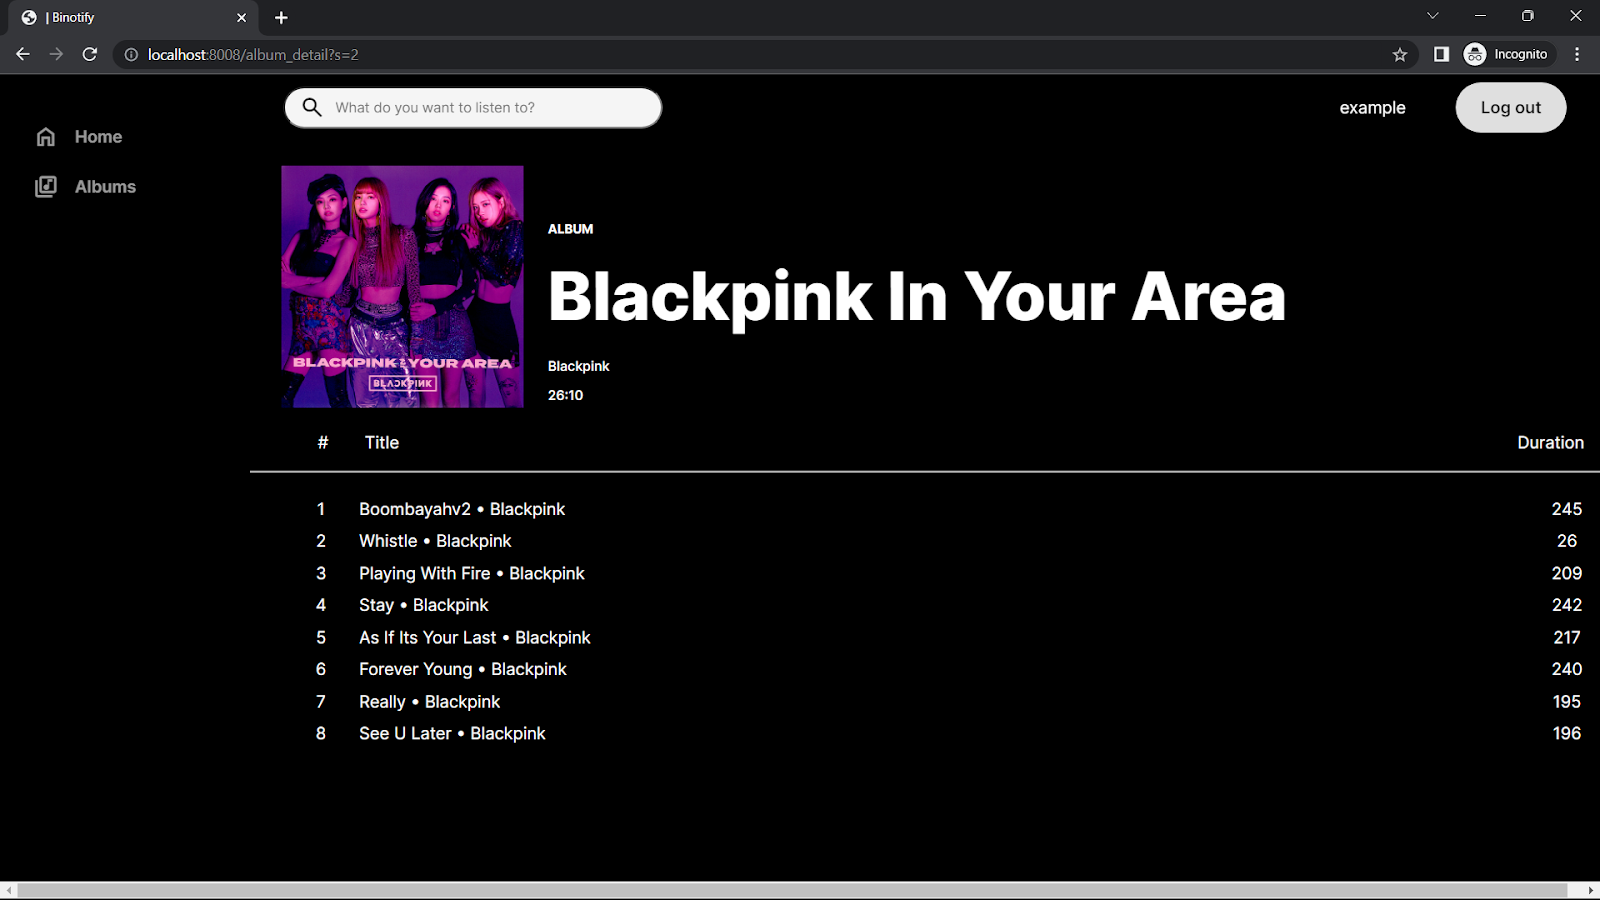 | Binotify
localhost:8008/album_detail?s=2
Incognito
What do you want to listen to?
example
Log out
Home
Albums
BLACKPINK IN YOUR AREA
BLACKPINK
ALBUM
Blackpink In Your Area
Blackpink
26:10
# Title Duration
1 Boombayahv2 • Blackpink 245
2 Whistle • Blackpink 26
3 Playing With Fire • Blackpink 209
4 Stay • Blackpink 242
5 As If Its Your Last • Blackpink 217
6 Forever Young • Blackpink 240
7 Really • Blackpink 195
8 See U Later • Blackpink 196